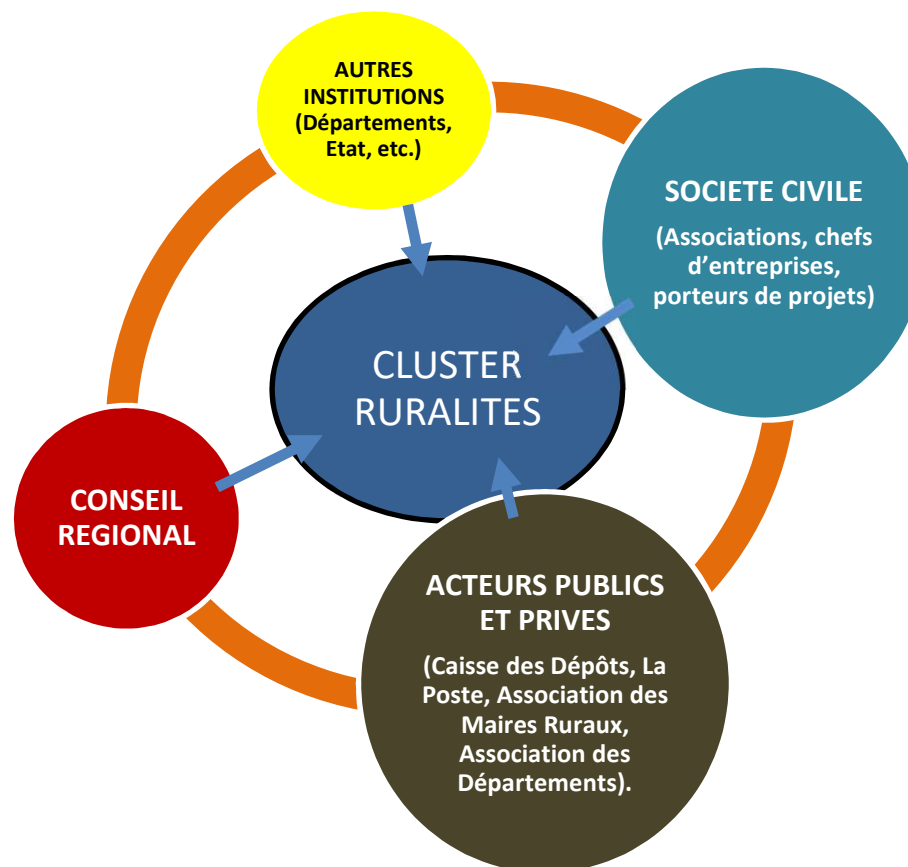 AUTRES
INSTITUTIONS
(Départements,
Etat, etc.)
SOCIETE CIVILE
(Associations, chefs
d’entreprises,
porteurs de projets)
CLUSTER
RURALITES
CONSEIL
REGIONAL
ACTEURS PUBLICS
ET PRIVES
(Caisse des Dépôts, La
Poste, Association des
Maires Ruraux,
Association des
Départements).